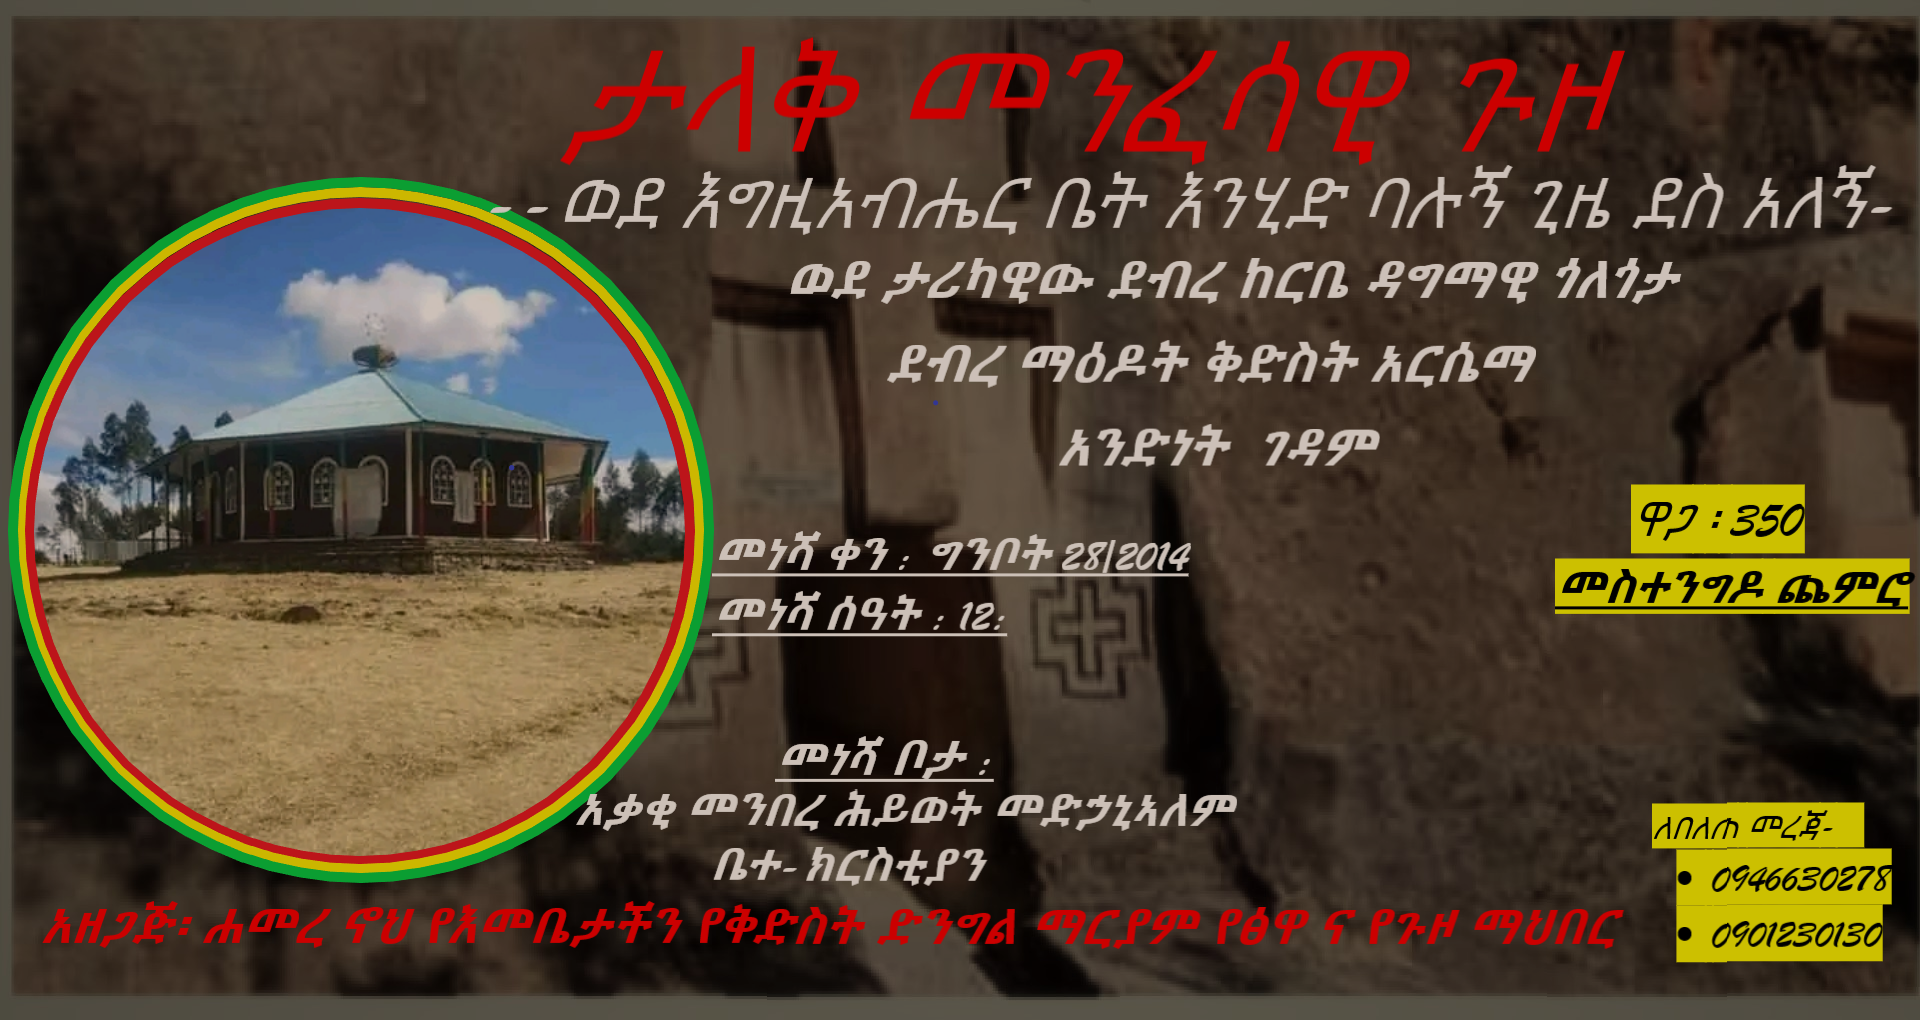 ታላቅ መንፈሳዊ ጉዞ
- -ወደ እግዚአብሔር ቤት እንሂድ ባሉኝ ጊዜ ደስ አለኝ-
ወደ ታሪካዊው ደብረ ከርቤ ዳግማዊ ጎለጎታ
ደብረ ማዕዶት ቅድስት አርሴማ
አንድነት ገዳም
ዋጋ ፡ 350
መስተንግዶ ጨምሮ
መነሻ ቀን ፡ ግንቦት 28/2014
መነሻ ሰዓት ፡ 12፡
መነሻ ቦታ ፡
አቃቂ መንበረ ሕይወት መድኃኒኣለም
ቤተ- ክርስቲያን
ለበለጠ መረጃ-
• 0946630278
• 0901230130
አዘጋጅ፡ ሐመረ ኖህ የእመቤታችን የቅድስት ድንግል ማርያም የፅዋ ና የጉዞ ማህበር